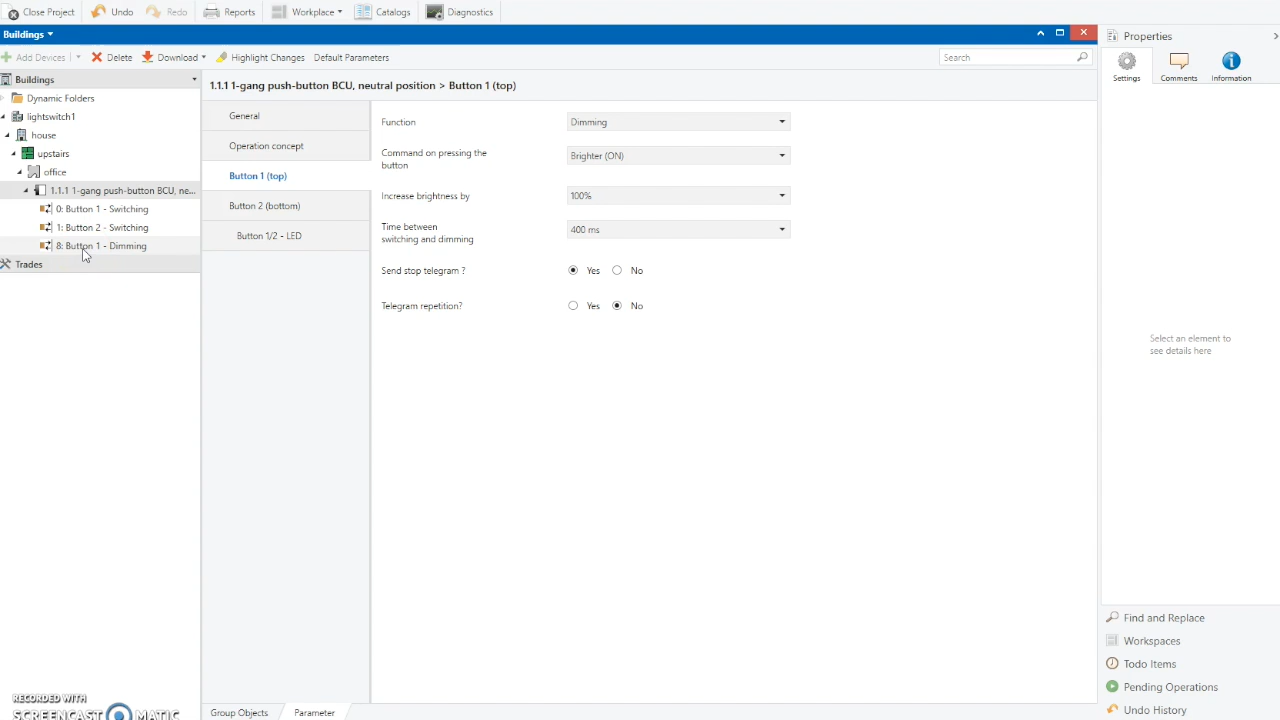 Close Project Undo Redo Reports Workplace Catalogs Diagnostics
Buildings
Add Devices Delete Download Highlight Changes Default Parameters Search
Buildings
Dynamic Folders
lightswitch1
house
upstairs
office
1.1.1 1-gang push-button BCU, ne...
0: Button 1 - Switching
1: Button 2 - Switching
8: Button 1 - Dimming
Trades
1.1.1 1-gang push-button BCU, neutral position > Button 1 (top)
General
Operation concept
Button 1 (top)
Button 2 (bottom)
Button 1/2 - LED
Function Dimming
Command on pressing the
button
Brighter (ON)
Increase brightness by 100%
Time between
switching and dimming
400 ms
Send stop telegram ? Yes No
Telegram repetition? Yes No
Group Objects Parameter
Properties
Settings Comments Information
Select an element to
see details here
Find and Replace
Workspaces
Todo Items
Pending Operations
Undo History
RECORDED WITH
SCREENCAST MATIC